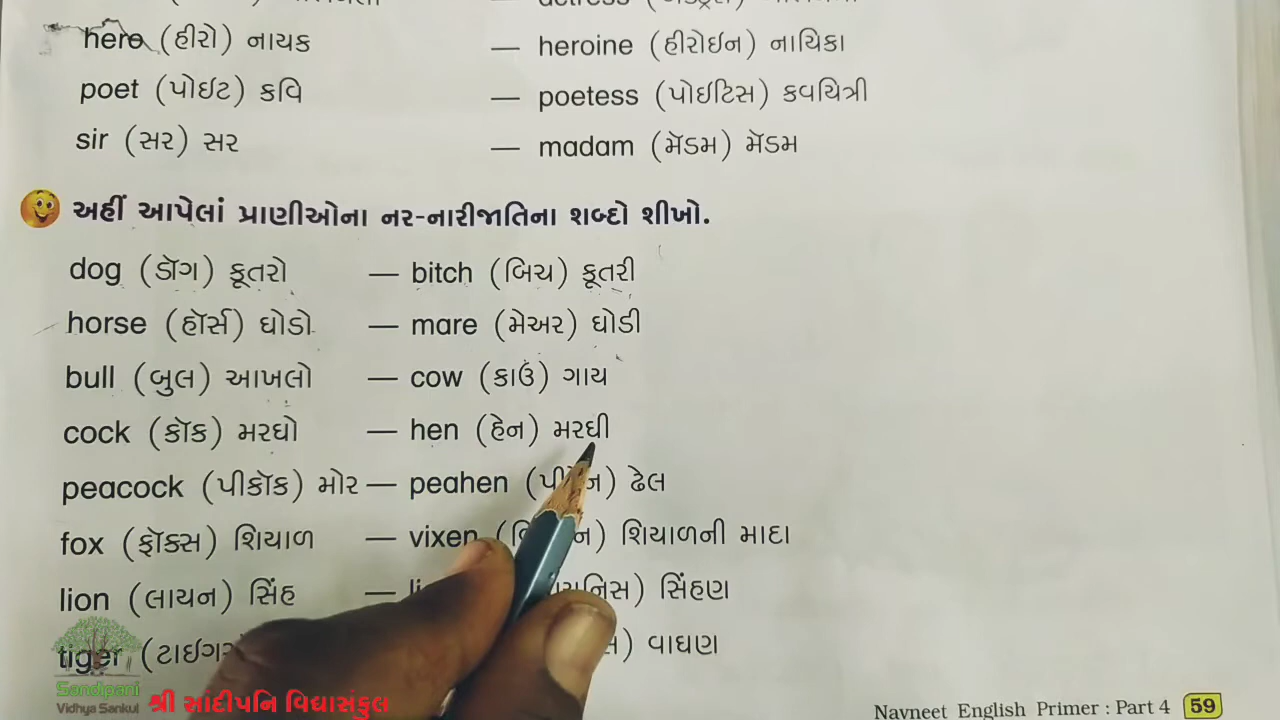 hero (હીરો) નાયક — heroine (હીરોઈન) નાયિકા
poet (પોઇટ) કવિ — poetess (પોઇટિસ) કવયિત્રી
sir (સર) સર — madam (મૅડમ) મૅડમ
અહીં આપેલાં પ્રાણીઓના નર-નારીજાતિના શબ્દો શીખો.
dog (ડૉગ) કૂતરો — bitch (બિચ) કૂતરી
horse (હૉર્સ) ઘોડો — mare (મેઅર) ઘોડી
bull (બુલ) આખલો — cow (કાઉ) ગાય
cock (કૉક) મરઘો — hen (હેન) મરઘી
peacock (પીકૉક) મોર — peahen ઢેલ
fox (ફૉક્સ) શિયાળ — vixen શિયાળની માદા
lion (લાયન) સિંહ — સિંહણ
tiger વાઘણ
Sandipani
Vidhya Sankul શ્રી સાંદીપનિ વિદ્યાસંકુલ
Navneet English Primer : Part 4 59